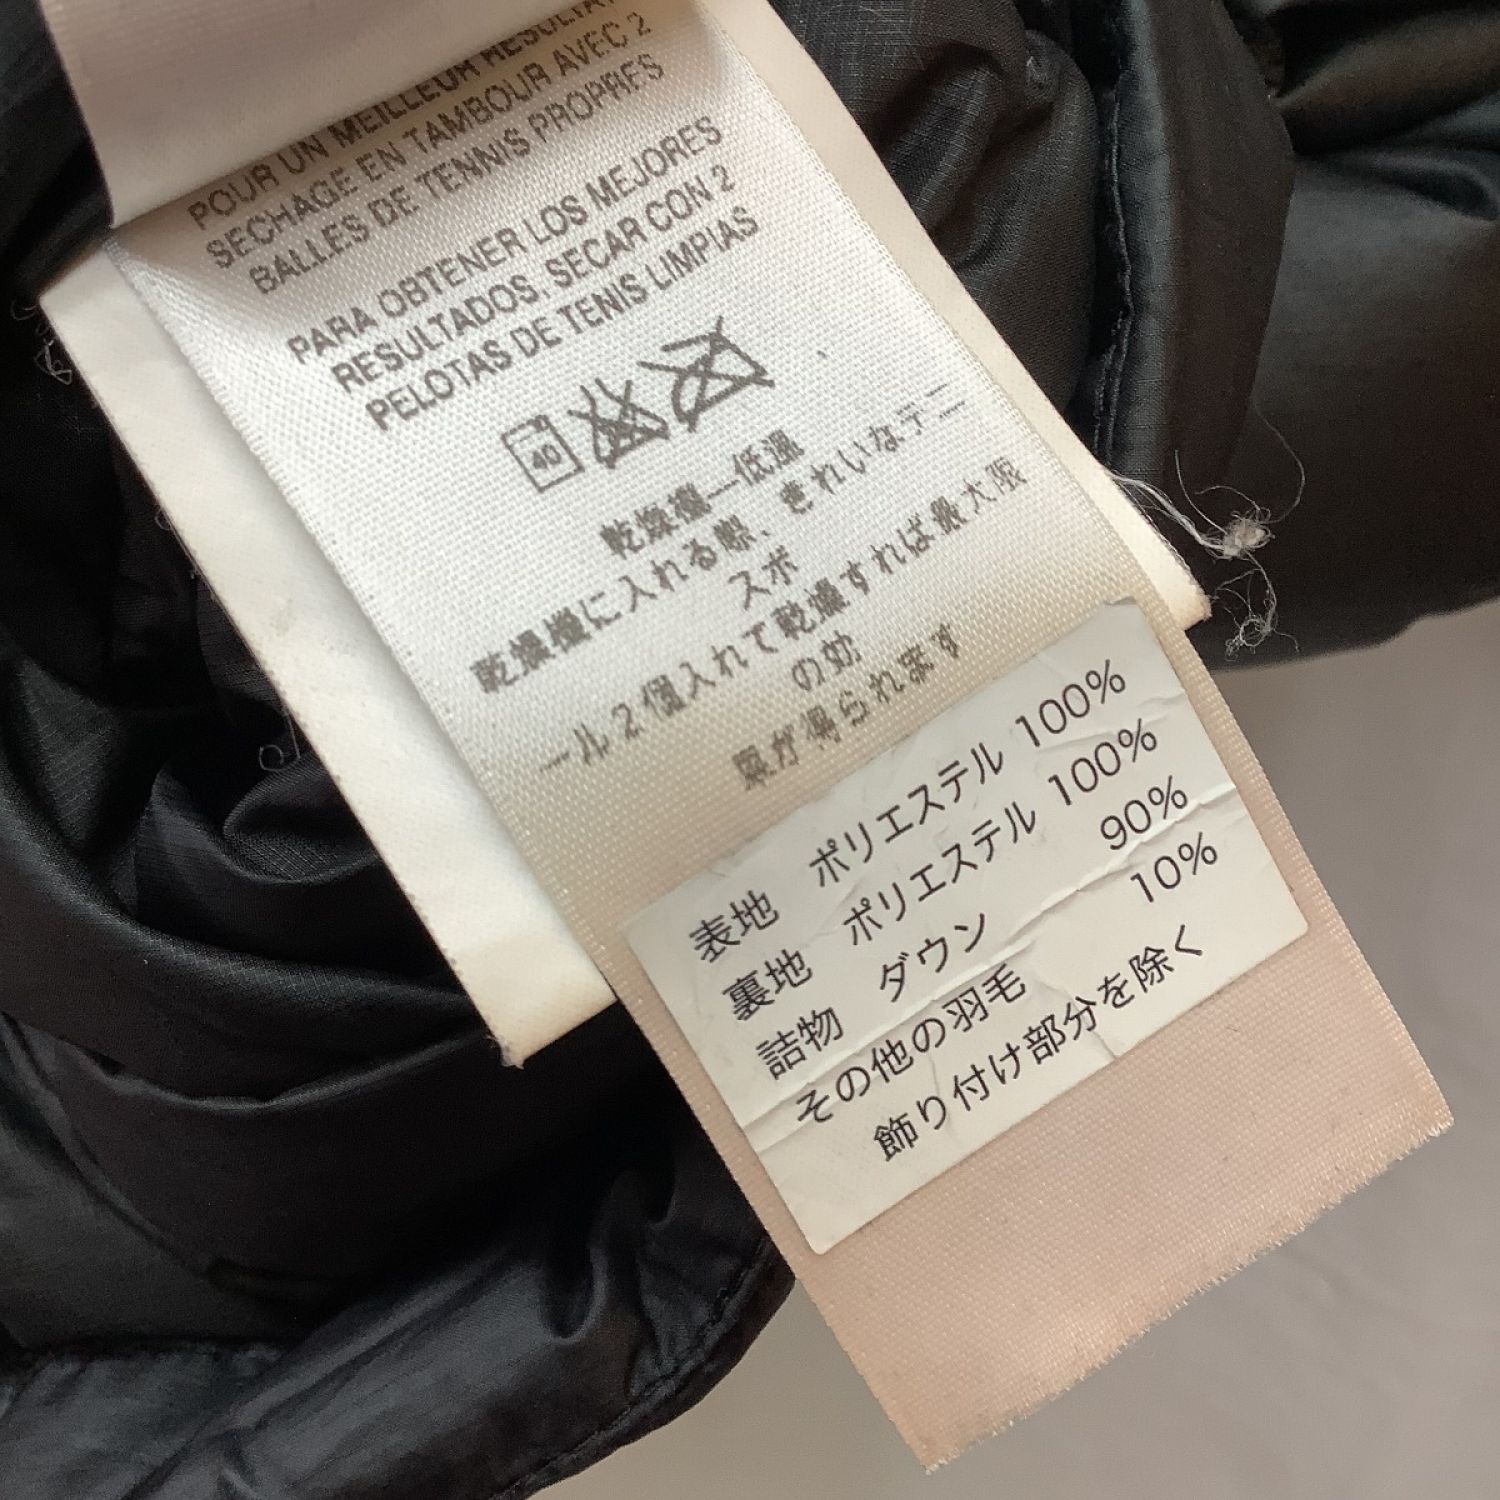 POUR UN MEILLEUR RESULTAT
SECHAGE EN TAMBOUR AVEC 2
BALLES DE TENNIS PROPRES
PARA OBTENER LOS MEJORES
RESULTADOS, SECAR CON 2
PELOTAS DE TENIS LIMPIAS
40
乾燥機—低温
乾燥機に入れる際、きれいなテニ
スボ
ール2個入れて乾燥すれば最大限
の効
果が得られます
表地 ポリエステル 100%
裏地 ポリエステル 100%
詰物 ダウン 90%
その他の羽毛 10%
飾り付け部分を除く